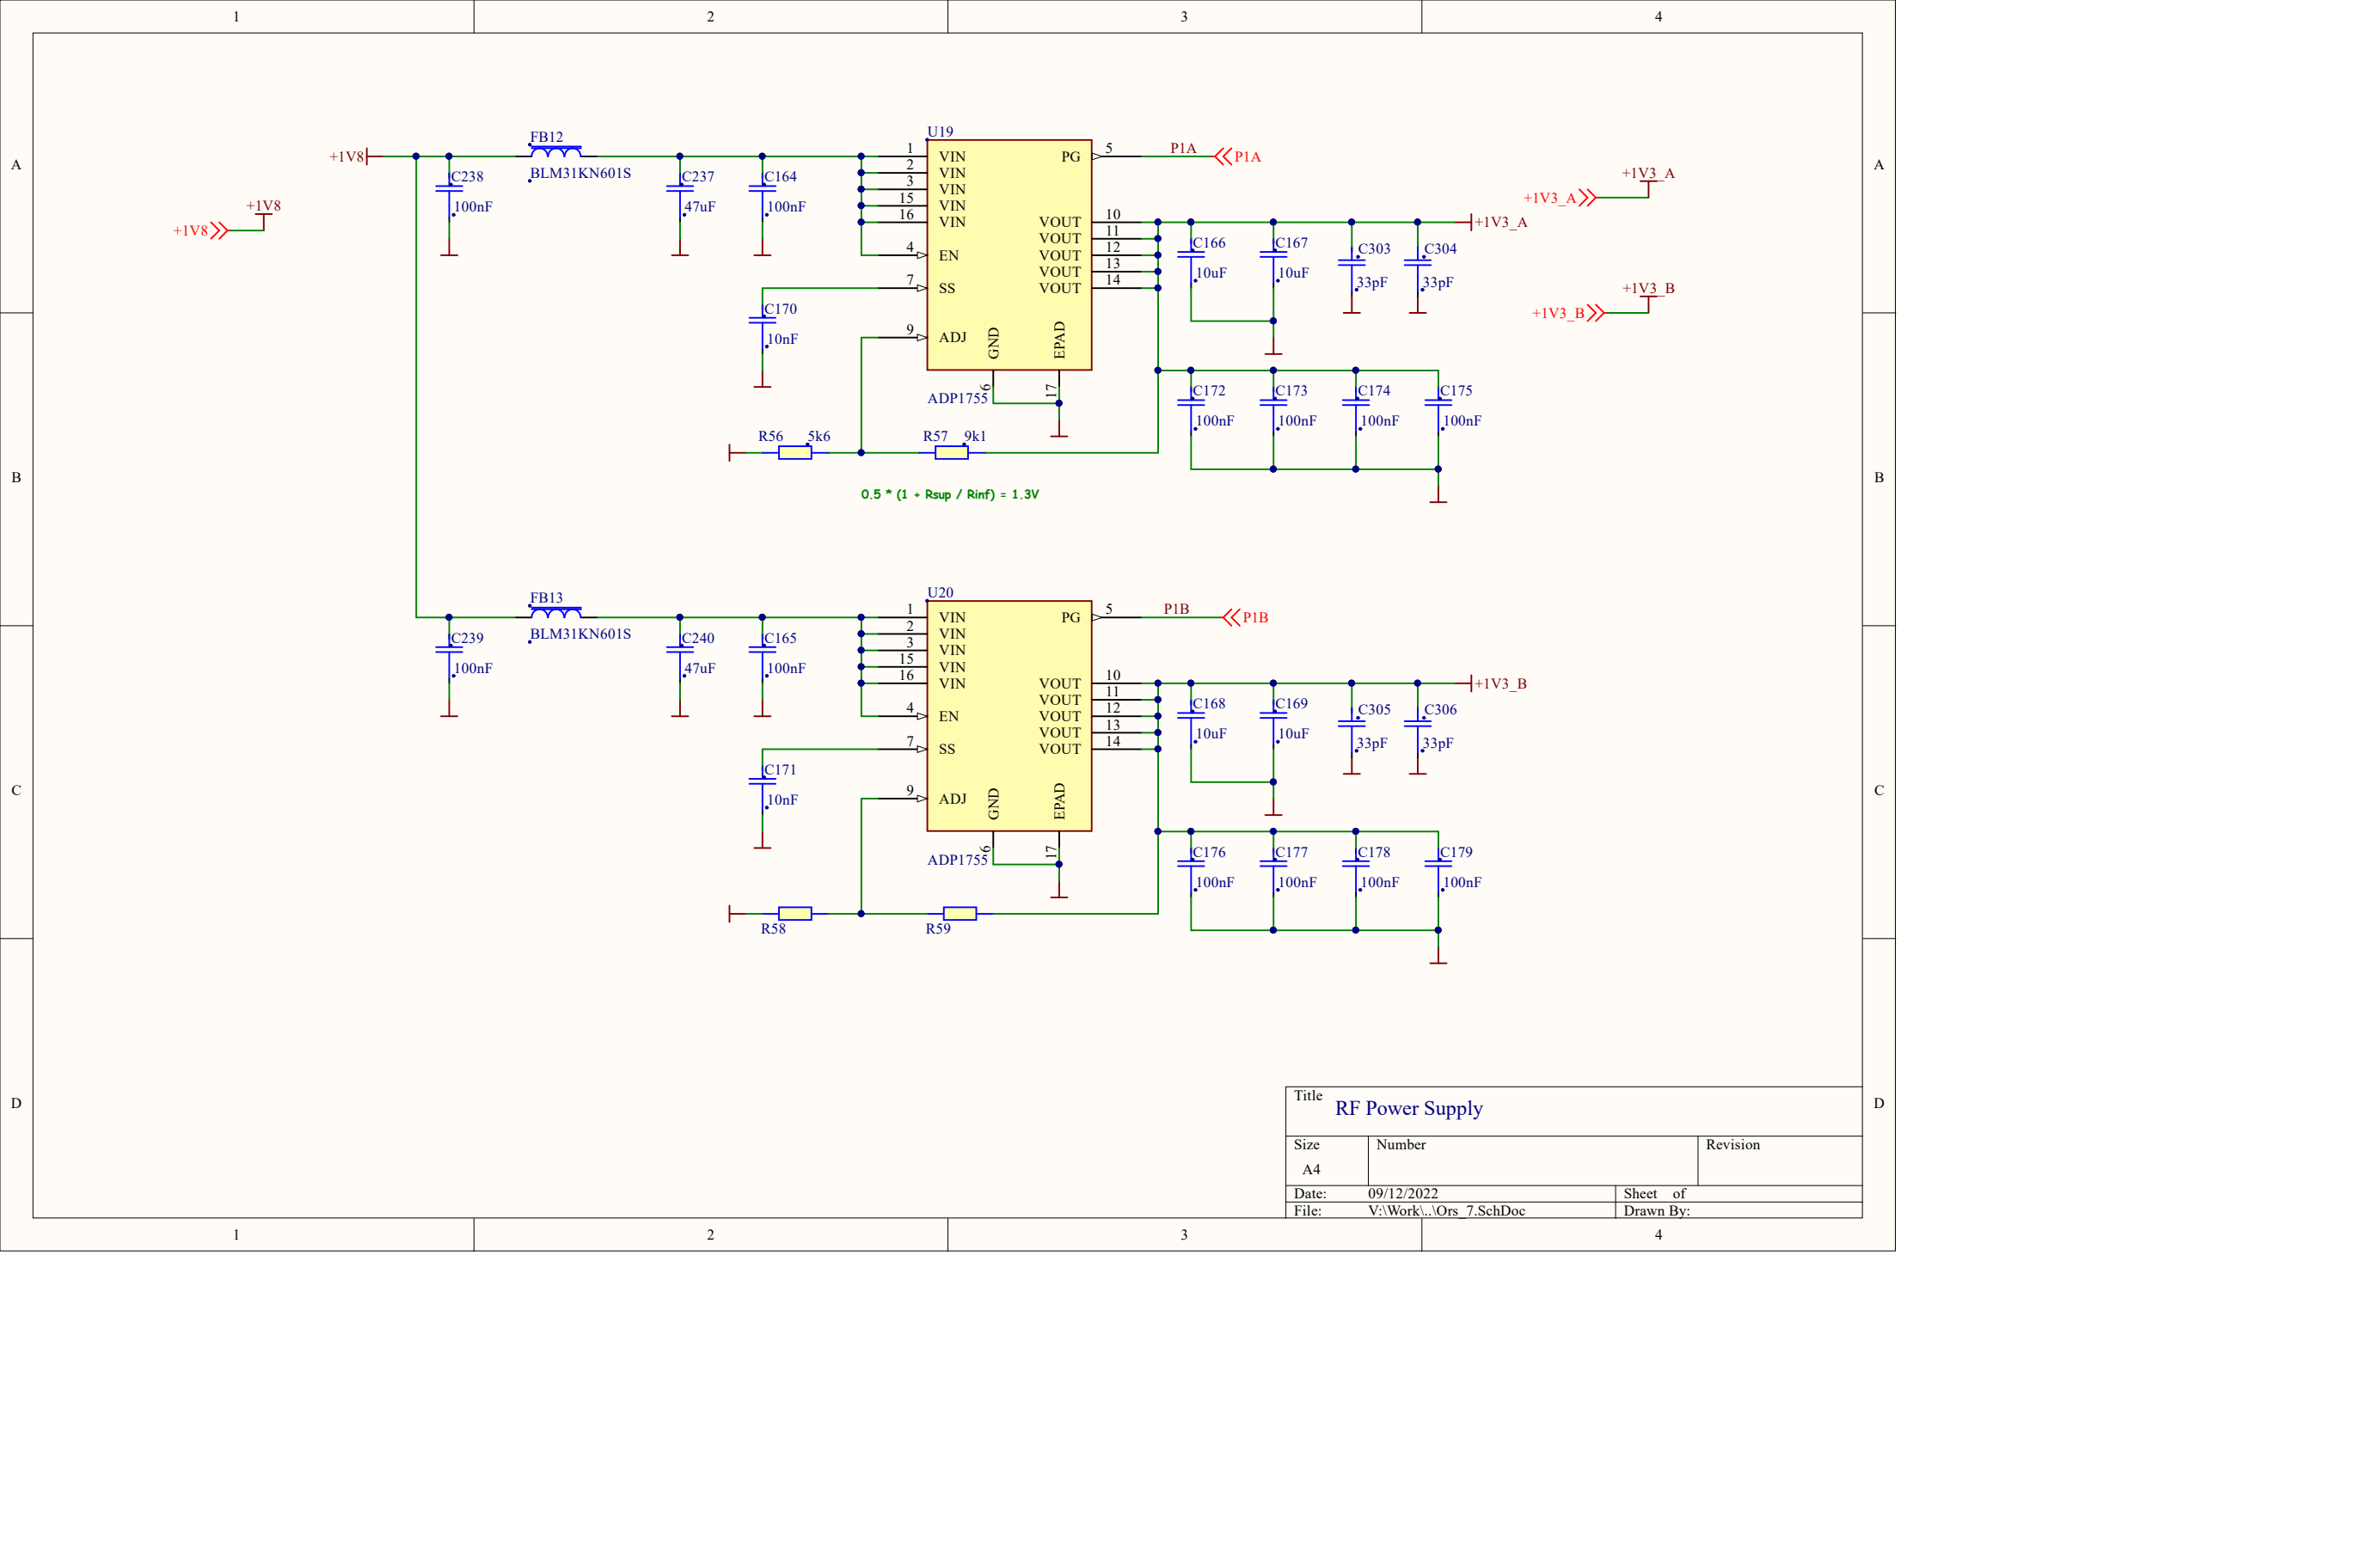 1 2 3 4
A A
B B
C C
D D
1 2 3 4
+1V8
+1V8
+1V8
FB12
BLM31KN601S
C238
100nF
C237
47uF
C164
100nF
U19
1 VIN
2 VIN
3 VIN
15 VIN
16 VIN
4 EN
7 SS
9 ADJ
PG 5
VOUT 10
VOUT 11
VOUT 12
VOUT 13
VOUT 14
GND
6
EPAD
17
ADP1755
P1A
P1A
C170
10nF
R56 5k6
R57 9k1
0.5 * (1 + Rsup / Rinf) = 1.3V
C166
10uF
C167
10uF
C303
33pF
C304
33pF
+1V3_A
C172
100nF
C173
100nF
C174
100nF
C175
100nF
+1V3_A
+1V3_A
+1V3_B
+1V3_B
FB13
BLM31KN601S
C239
100nF
C240
47uF
C165
100nF
U20
1 VIN
2 VIN
3 VIN
15 VIN
16 VIN
4 EN
7 SS
9 ADJ
PG 5
VOUT 10
VOUT 11
VOUT 12
VOUT 13
VOUT 14
GND
6
EPAD
17
ADP1755
P1B
P1B
C171
10nF
R58
R59
C168
10uF
C169
10uF
C305
33pF
C306
33pF
+1V3_B
C176
100nF
C177
100nF
C178
100nF
C179
100nF
Title
RF Power Supply
Size Number Revision
A4
Date: 09/12/2022 Sheet of
File: V:\Work\..\Ors_7.SchDoc Drawn By: